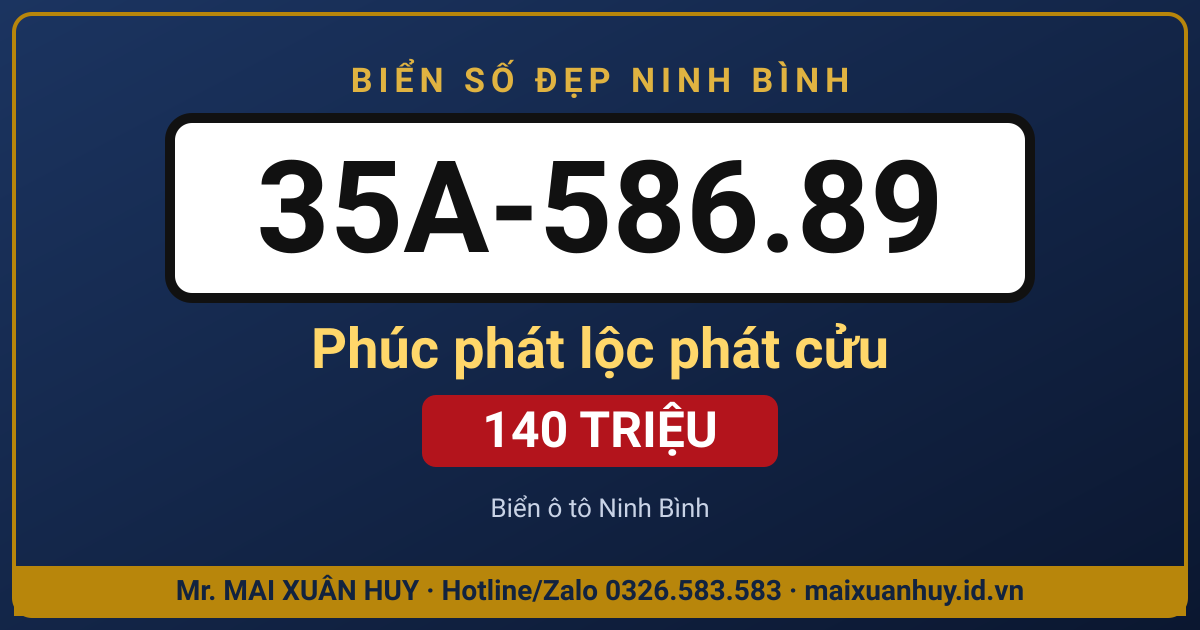 BIỂN SỐ ĐẸP NINH BÌNH
35A-586.89
Phúc phát lộc phát cửu
140 TRIỆU
Biển ô tô Ninh Bình
Mr. MAI XUÂN HUY · Hotline/Zalo 0326.583.583 · maixuanhuy.id.vn